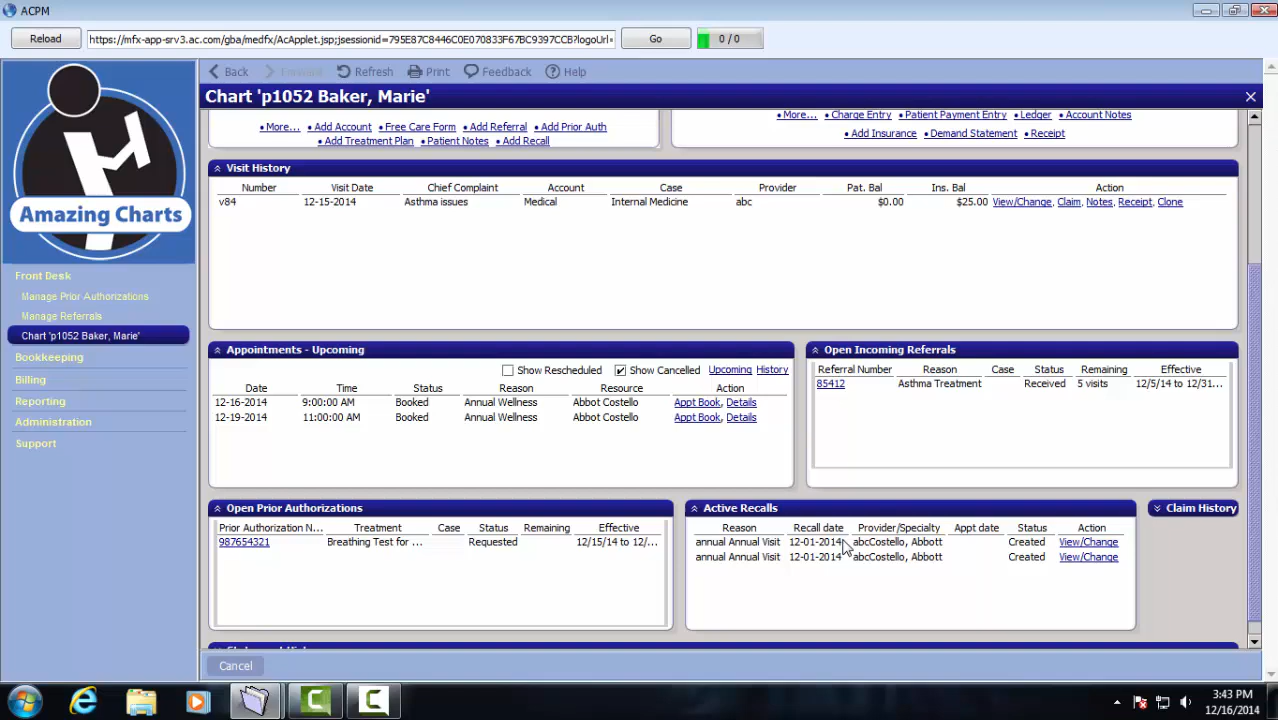 ACPM
Reload https://mfx-app-srv3.ac.com/gba/medfx/AcApplet.jsp;jsessionid=795E87C8446C0E070833F67BC9397CCB?logoUrl= Go 0 / 0
Back Forward Refresh Print Feedback Help
Chart 'p1052 Baker, Marie'
More... Add Account Free Care Form Add Referral Add Prior Auth
Add Treatment Plan Patient Notes Add Recall
More... Charge Entry Patient Payment Entry Ledger Account Notes
Add Insurance Demand Statement Receipt
Amazing Charts
Front Desk
Manage Prior Authorizations
Manage Referrals
Chart 'p1052 Baker, Marie'
Bookkeeping
Billing
Reporting
Administration
Support
Visit History
Number Visit Date Chief Complaint Account Case Provider Pat. Bal Ins. Bal Action
v84 12-15-2014 Asthma issues Medical Internal Medicine abc $0.00 $25.00 View/Change, Claim, Notes, Receipt, Clone
Appointments - Upcoming
Show Rescheduled Show Cancelled Upcoming History
Date Time Status Reason Resource Action
12-16-2014 9:00:00 AM Booked Annual Wellness Abbot Costello Appt Book, Details
12-19-2014 11:00:00 AM Booked Annual Wellness Abbot Costello Appt Book, Details
Open Incoming Referrals
Referral Number Reason Case Status Remaining Effective
85412 Asthma Treatment Received 5 visits 12/5/14 to 12/31...
Open Prior Authorizations
Prior Authorization N... Treatment Case Status Remaining Effective
987654321 Breathing Test for ... Requested 12/15/14 to 12/...
Active Recalls
Reason Recall date Provider/Specialty Appt date Status Action
annual Annual Visit 12-01-2014 abcCostello, Abbott Created View/Change
annual Annual Visit 12-01-2014 abcCostello, Abbott Created View/Change
Claim History
Cancel
3:43 PM
12/16/2014